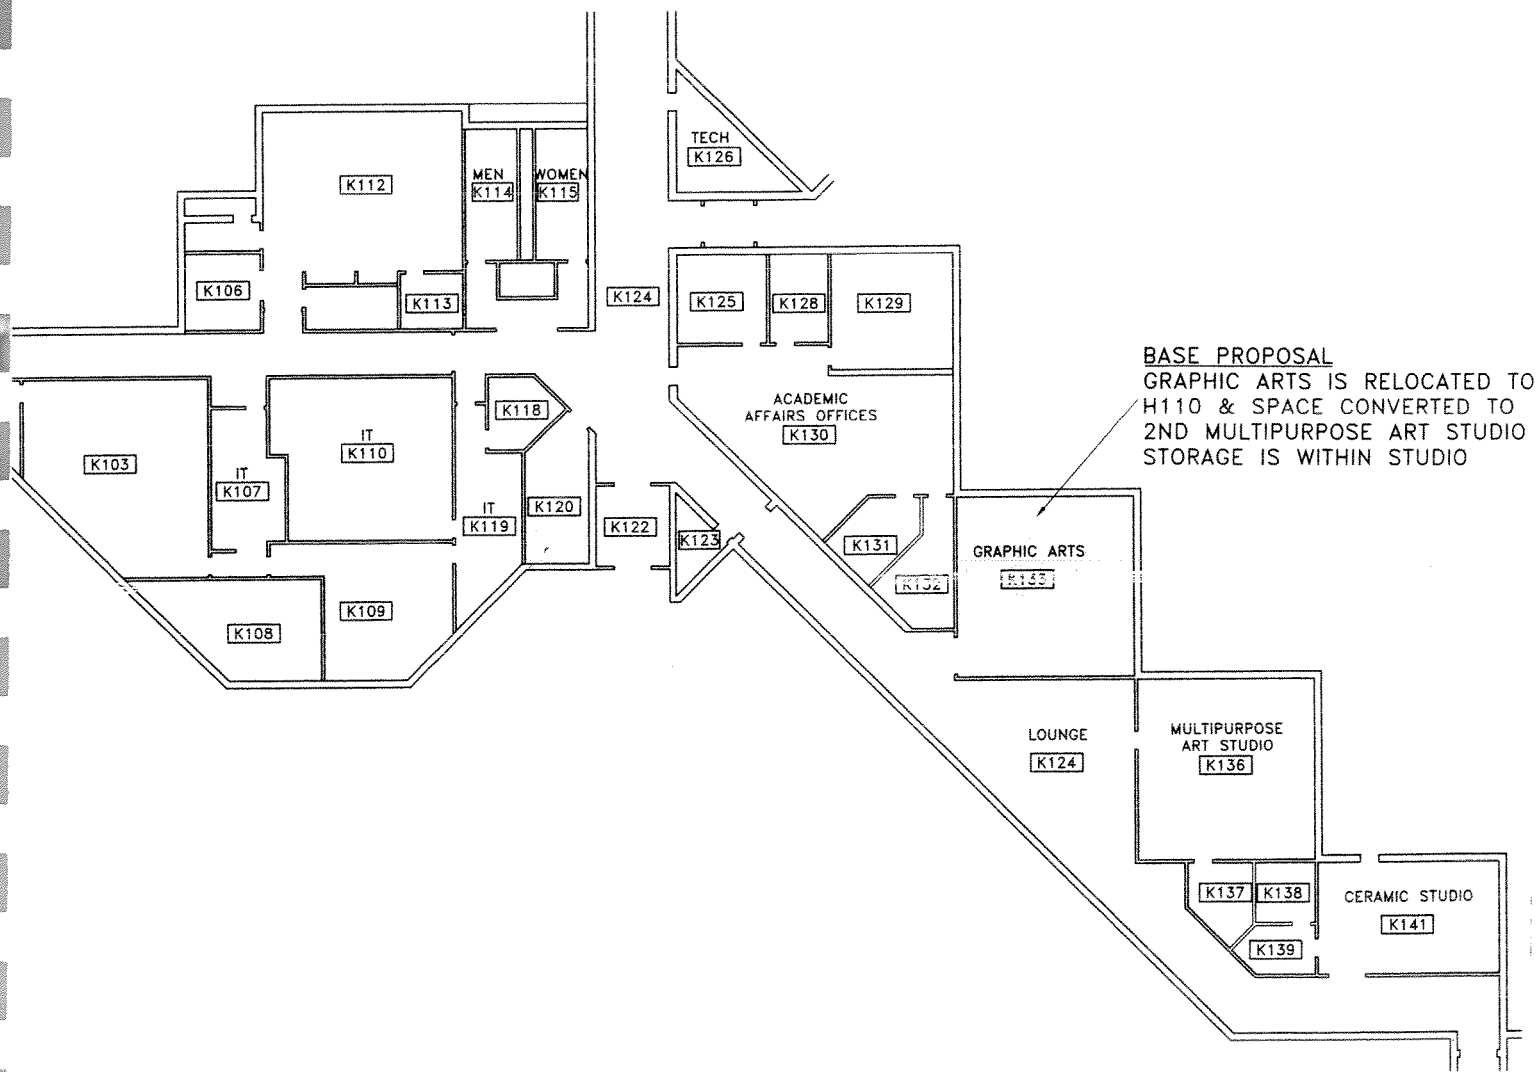 TECH
K126
K112
MEN
K114
WOMEN
K115
K106
K113
K124
K125
K128
K129
BASE PROPOSAL
GRAPHIC ARTS IS RELOCATED TO
H110 & SPACE CONVERTED TO
2ND MULTIPURPOSE ART STUDIO
STORAGE IS WITHIN STUDIO
K118
ACADEMIC
AFFAIRS OFFICES
K130
IT
K110
K103
IT
K107
K120
IT
K119
K122
K123
K131
GRAPHIC ARTS
K133
K132
K109
K108
LOUNGE
K124
MULTIPURPOSE
ART STUDIO
K136
K137
K138
CERAMIC STUDIO
K141
K139